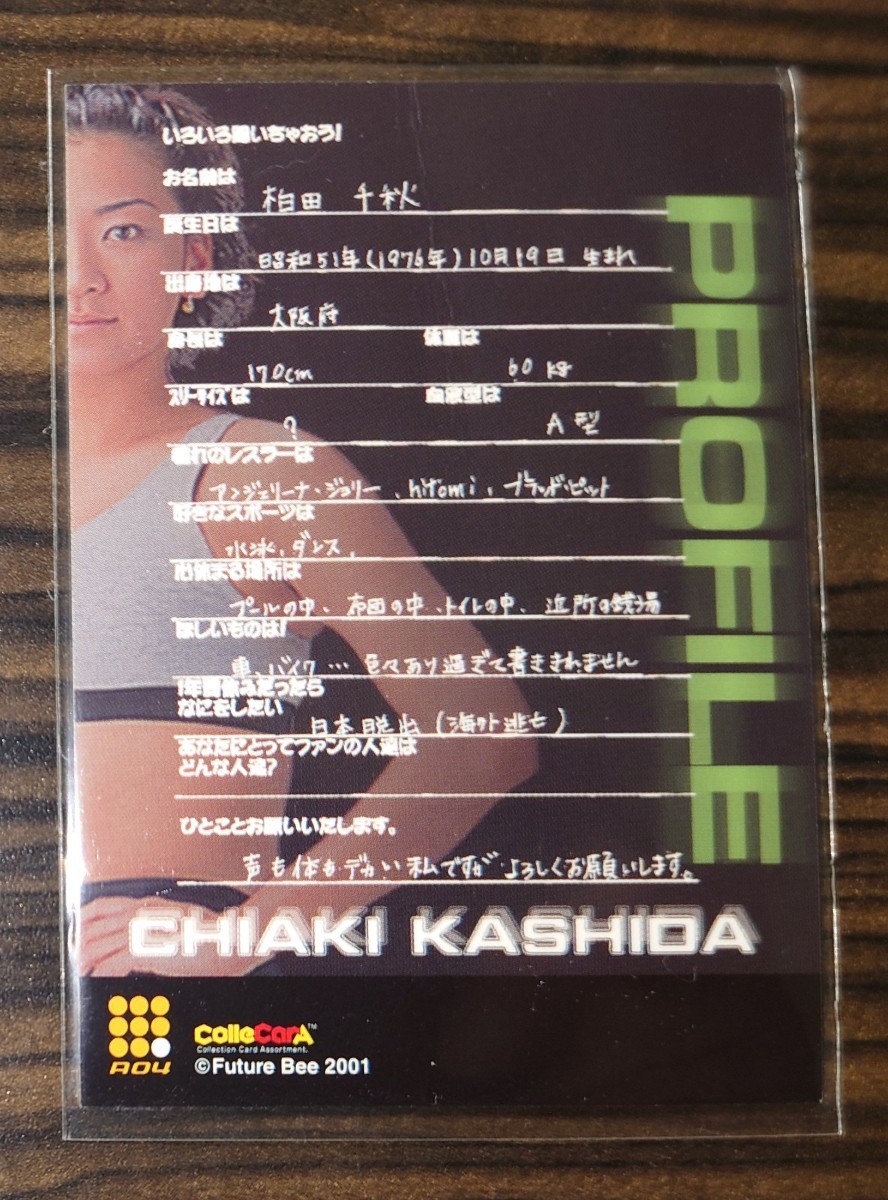 いろいろ聞いちゃおう!
お名前は
柏田 千秋
誕生日は
昭和51年(1976年)10月19日 生まれ
出身地は
大阪府
身長は 体重は
170cm 60kg
スリーサイズは 血液型は
? A型
憧れのレスラーは
アンジェリーナ・ジョリー、hitomi、ブラッド・ピット
好きなスポーツは
水泳、ダンス、
心休まる場所は
プールの中、布団の中、トイレの中、近所の銭湯
ほしいものは!
車、バイク… 色々あり過ぎて書ききれません
1年間休みだったら
なにをしたい
日本脱出(海外逃亡)
あなたにとってファンの人達は
どんな人達?
ひとことお願いいたします。
声も体もデカい私ですが よろしくお願いします。
PROFILE
CHIAKI KASHIDA
A04
ColleCarA™
Collection Card Assortment.
©Future Bee 2001